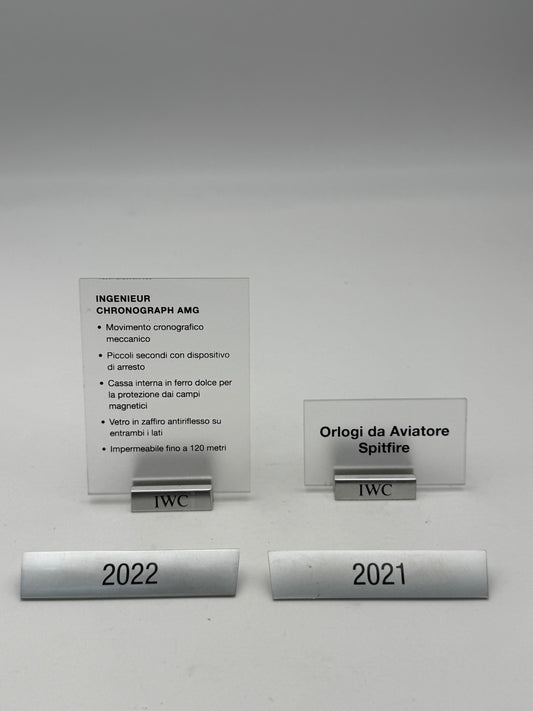 INGENIEUR
CHRONOGRAPH AMG
• Movimento cronografico
meccanico
• Piccoli secondi con dispositivo
di arresto
• Cassa interna in ferro dolce per
la protezione dai campi
magnetici
• Vetro in zaffiro antiriflesso su
entrambi i lati
• Impermeabile fino a 120 metri
IWC
Orlogi da Aviatore
Spitfire
IWC
2022
2021